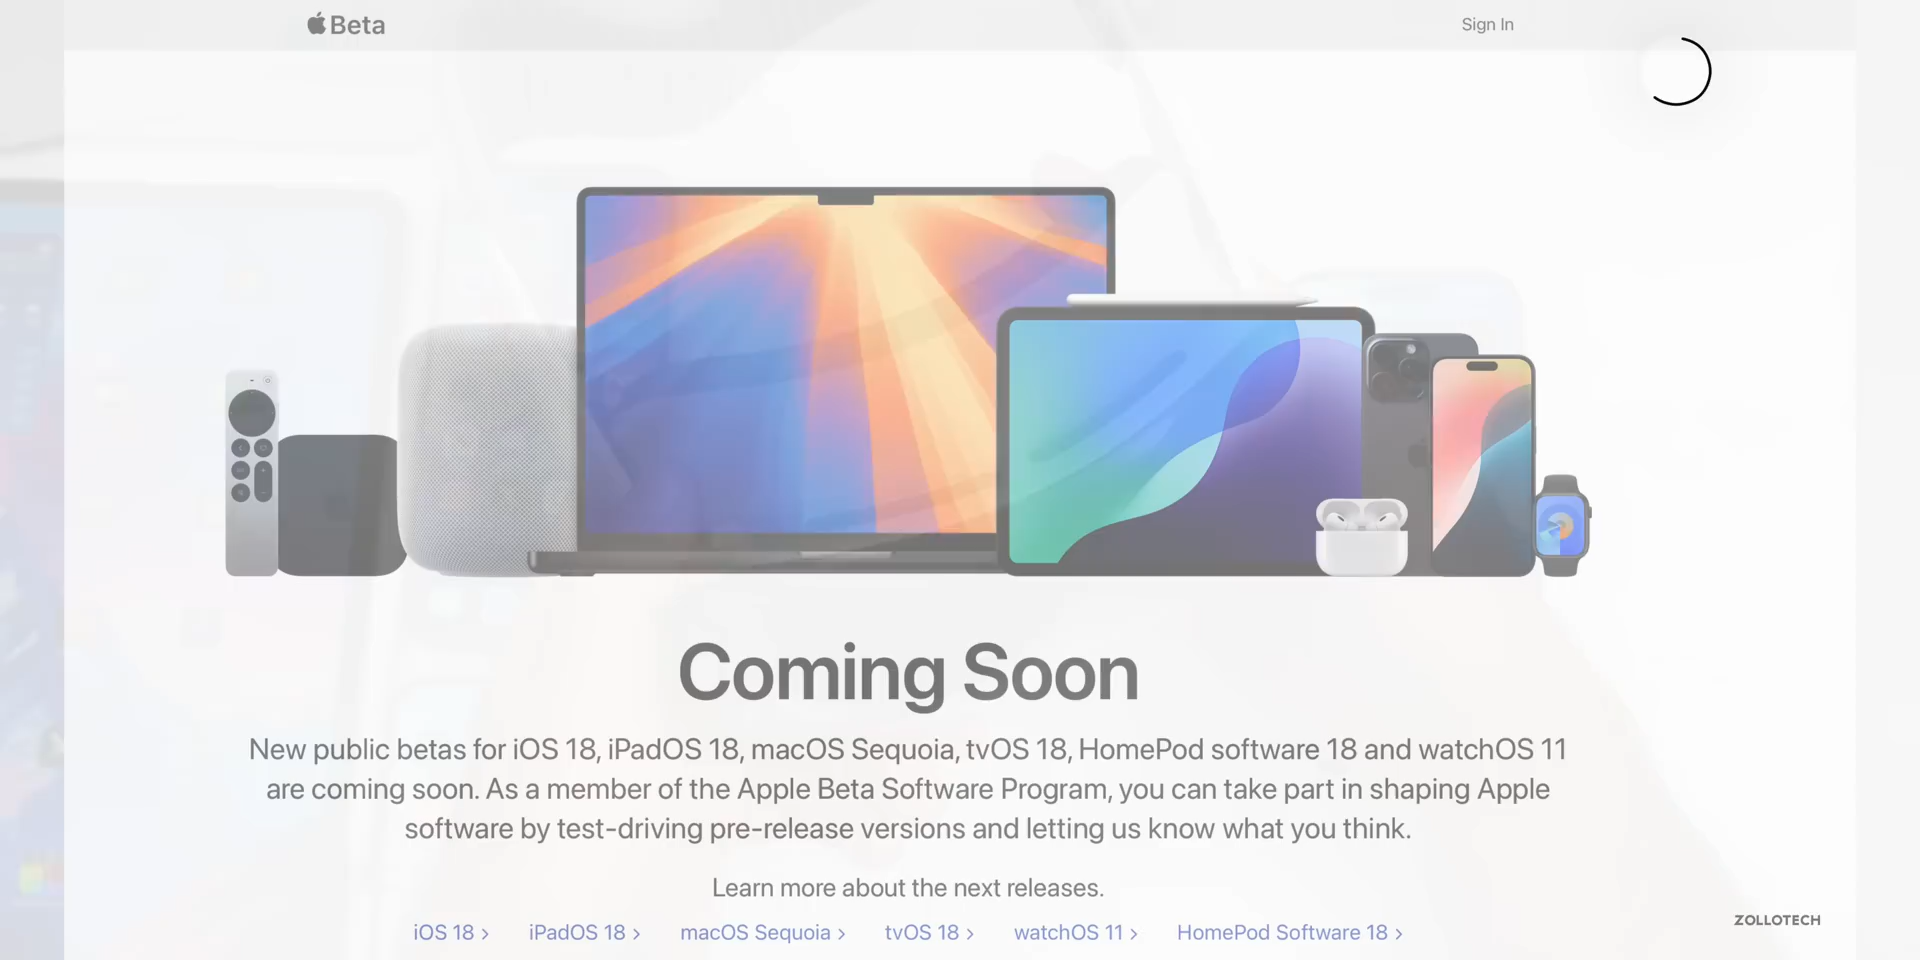 Beta
Sign In
Coming Soon
New public betas for iOS 18, iPadOS 18, macOS Sequoia, tvOS 18, HomePod software 18 and watchOS 11
are coming soon. As a member of the Apple Beta Software Program, you can take part in shaping Apple
software by test-driving pre-release versions and letting us know what you think.
Learn more about the next releases.
iOS 18 > iPadOS 18 > macOS Sequoia > tvOS 18 > watchOS 11 > HomePod Software 18 >
ZOLLOTECH